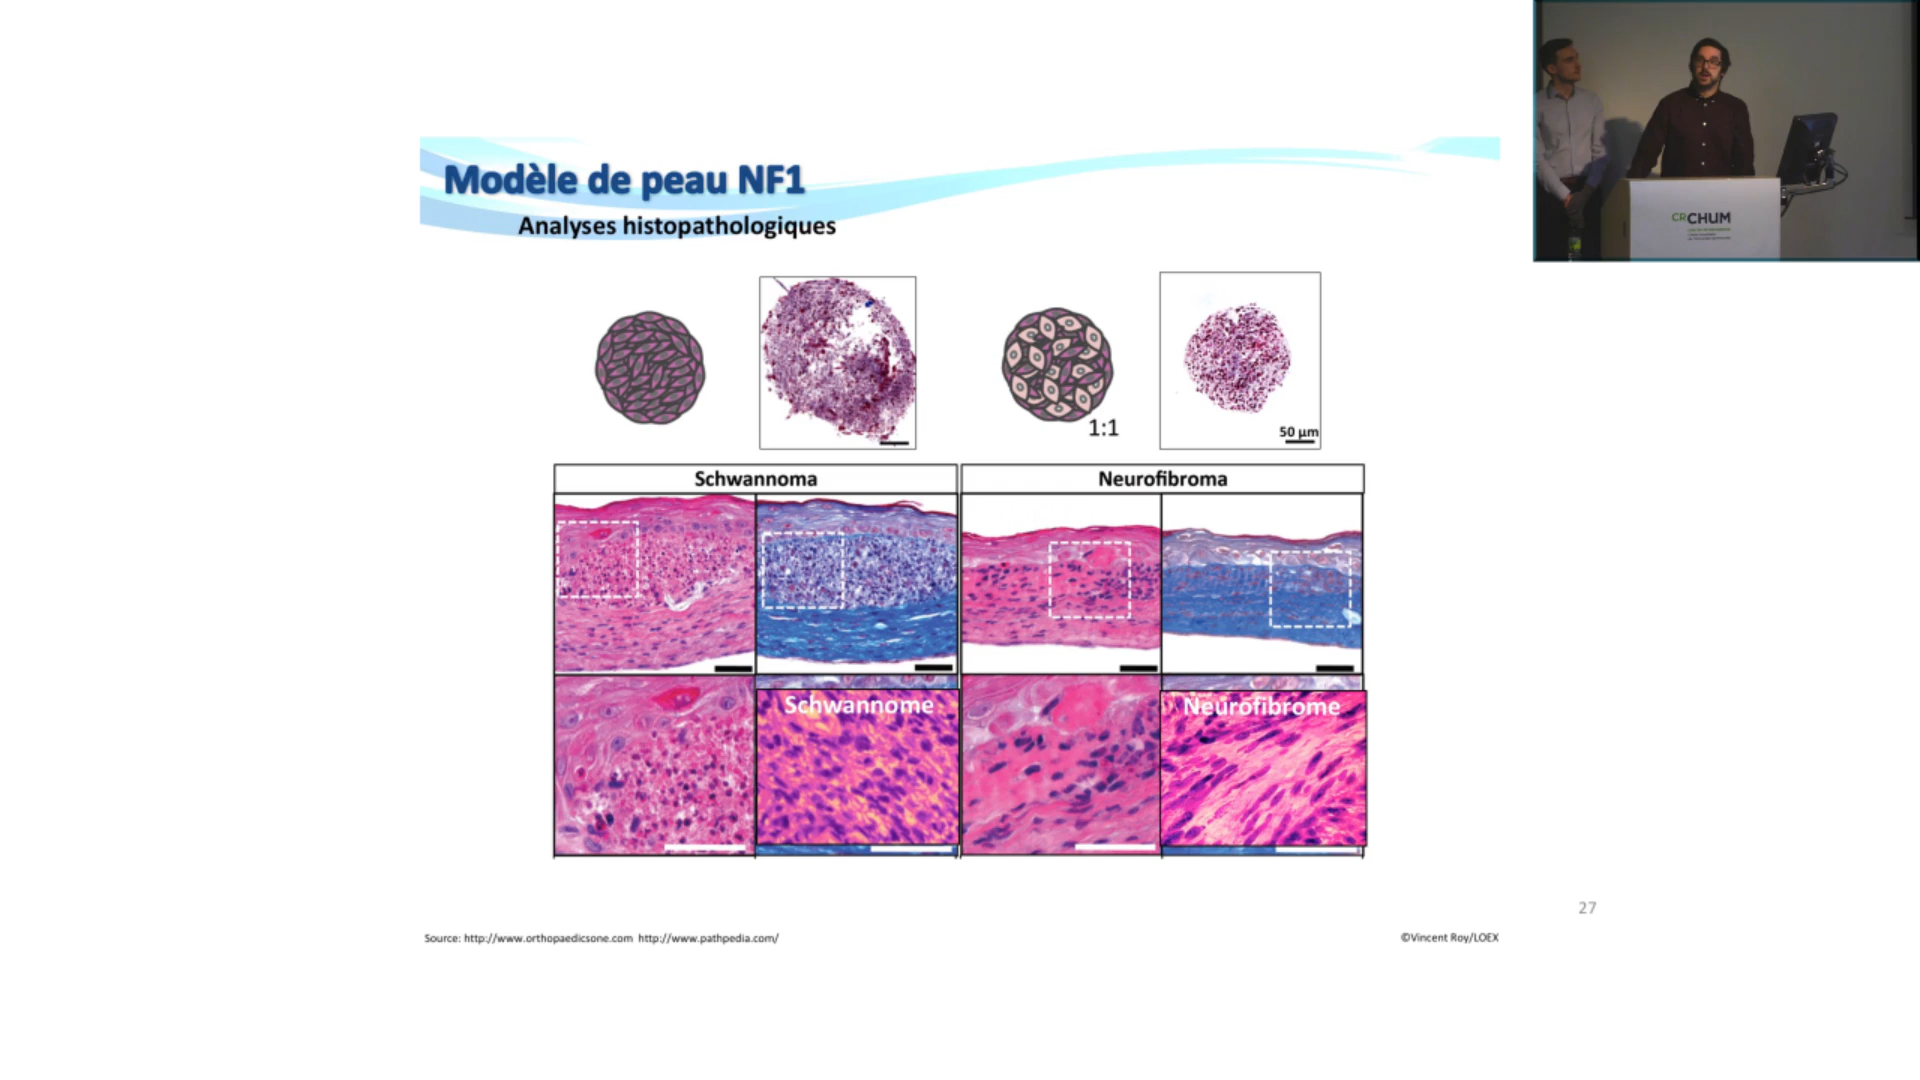 Modèle de peau NF1
Analyses histopathologiques
CRCHUM
1:1
50 µm
Schwannoma
Neurofibroma
Schwannome
Neurofibrome
27
Source: http://www.orthopaedicsone.com http://www.pathpedia.com/
©Vincent Roy/LOEX